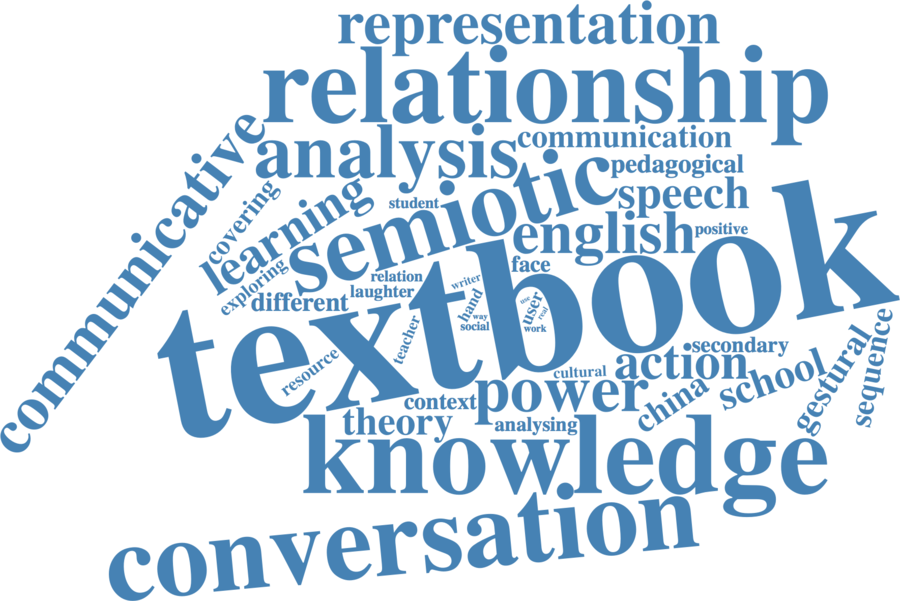 representation
relationship
communicative
analysis
communication
pedagogical
covering
learning
student
semiotic
speech
english
positive
exploring
different
relation
laughter
writer
face
hand
way
social
use
user
real
work
textbook
teacher
resource
cultural
action
secondary
context
power
china
school
gestural
sequence
theory
analysing
knowledge
conversation